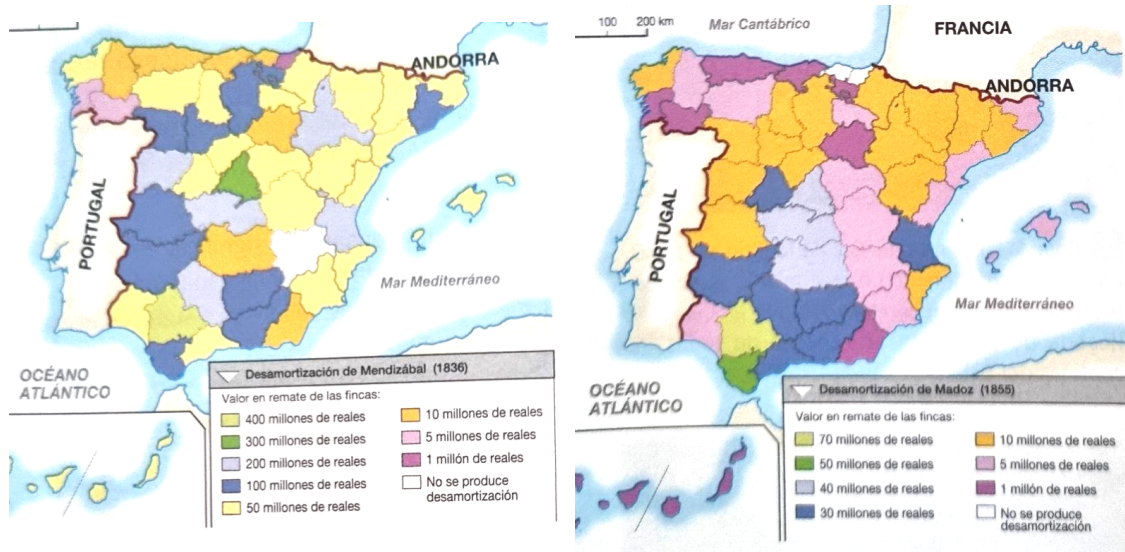 ANDORRA
PORTUGAL
Mar Mediterráneo
OCÉANO
ATLÁNTICO
Desamortización de Mendizábal (1836)
Valor en remate de las fincas:
400 millones de reales
300 millones de reales
200 millones de reales
100 millones de reales
50 millones de reales
10 millones de reales
5 millones de reales
1 millón de reales
No se produce
desamortización
100 200 km
Mar Cantábrico
FRANCIA
ANDORRA
PORTUGAL
Mar Mediterráneo
OCÉANO
ATLÁNTICO
Desamortización de Madoz (1855)
Valor en remate de las fincas:
70 millones de reales
50 millones de reales
40 millones de reales
30 millones de reales
10 millones de reales
5 millones de reales
1 millón de reales
No se produce
desamortización